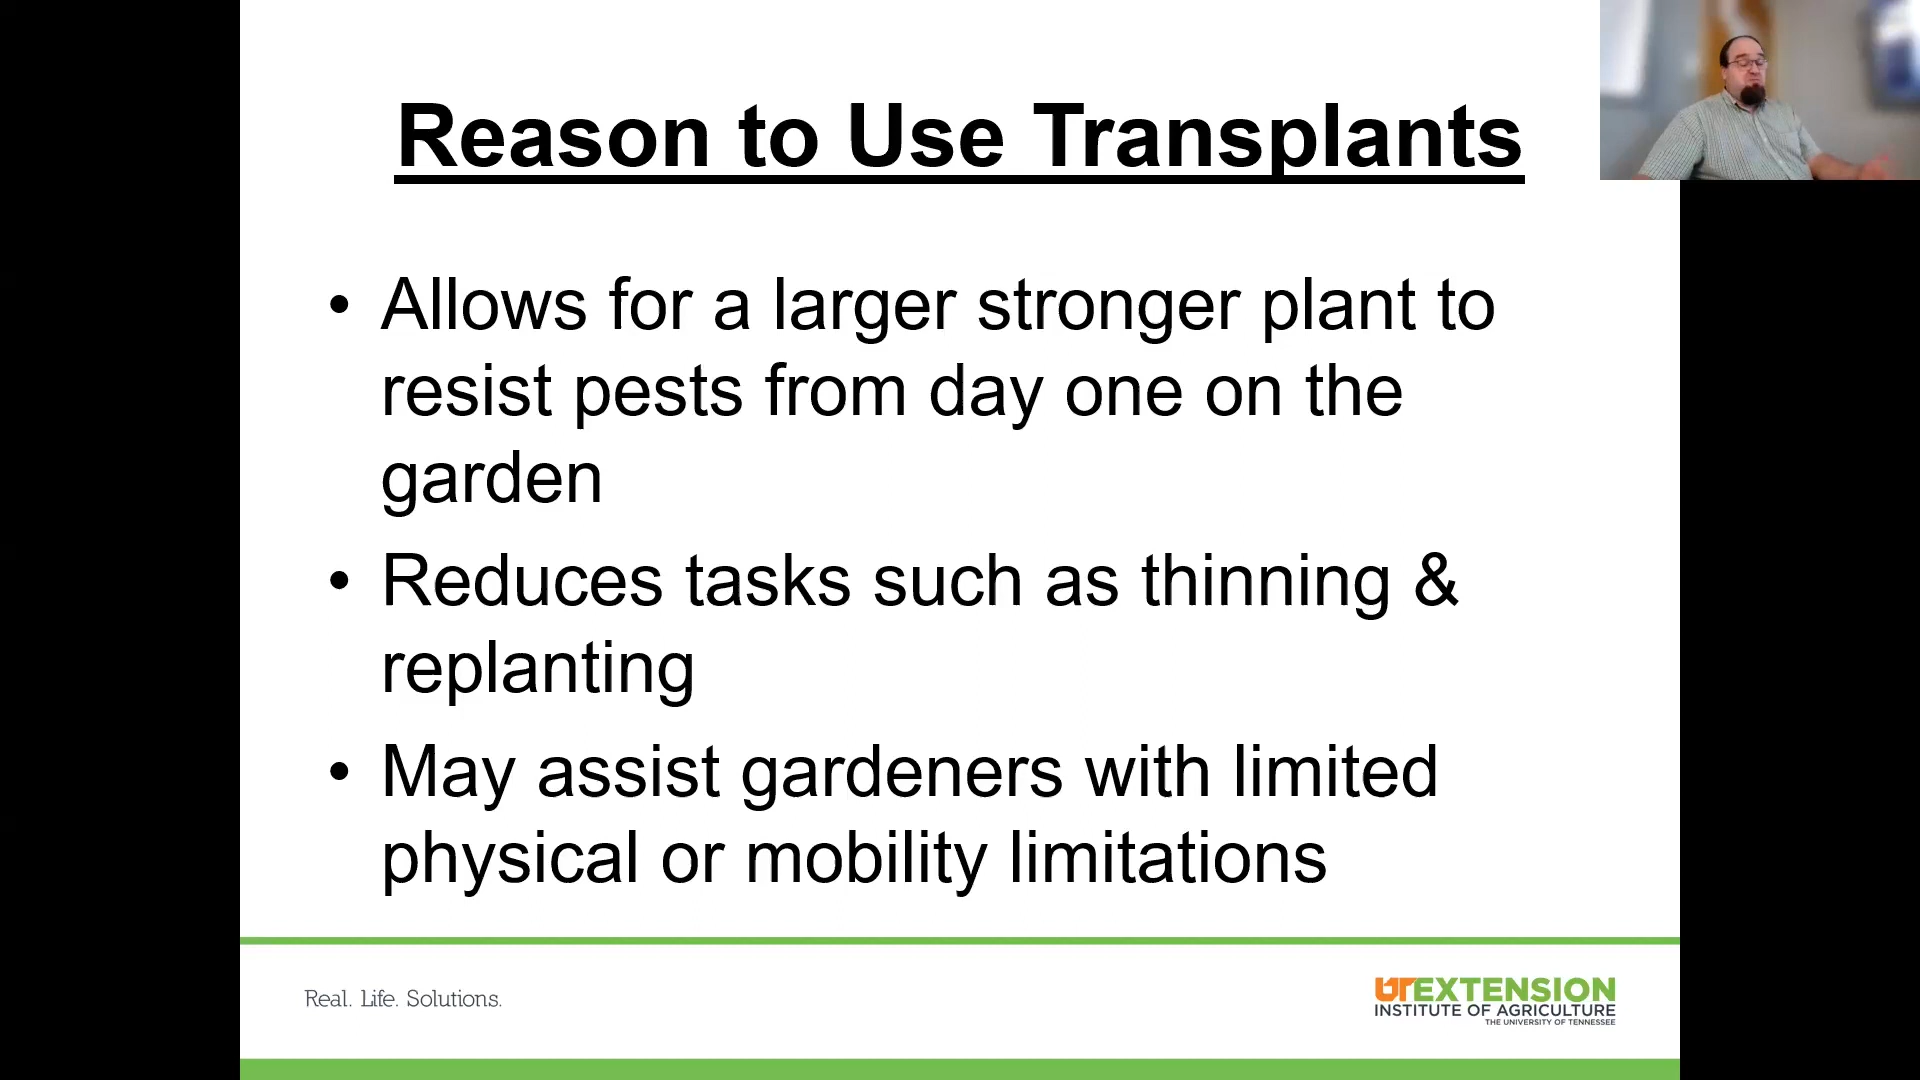 Reason to Use Transplants
• Allows for a larger stronger plant to
resist pests from day one on the
garden
• Reduces tasks such as thinning &
replanting
• May assist gardeners with limited
physical or mobility limitations
Real. Life. Solutions.
UTEXTENSION
INSTITUTE OF AGRICULTURE
THE UNIVERSITY OF TENNESSEE